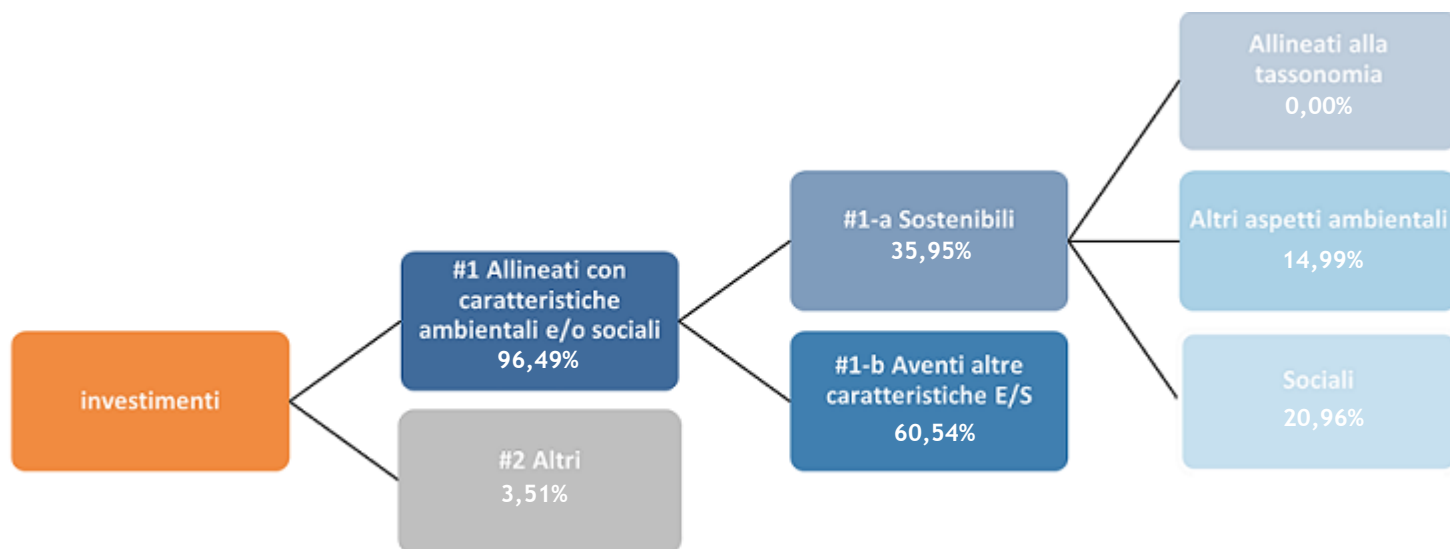 investimenti
#1 Allineati con
caratteristiche
ambientali e/o sociali
96,49%
#2 Altri
3,51%
#1-a Sostenibili
35,95%
#1-b Aventi altre
caratteristiche E/S
60,54%
Allineati alla
tassonomia
0,00%
Altri aspetti ambientali
14,99%
Sociali
20,96%